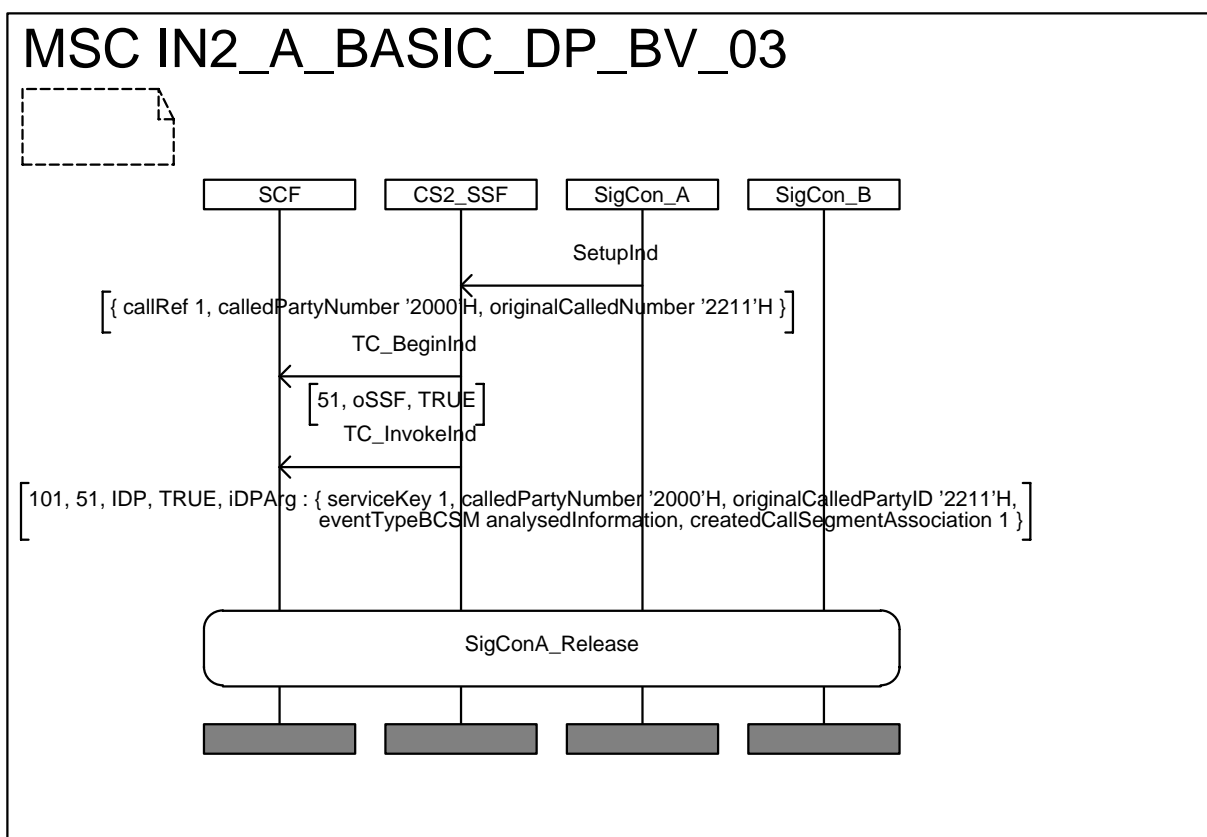 MSC IN2_A_BASIC_DP_BV_03
SCF
CS2_SSF
SigCon_A
SigCon_B
SetupInd
{ callRef 1, calledPartyNumber '2000'H, originalCalledNumber '2211'H }
TC_BeginInd
51, oSSF, TRUE
TC_InvokeInd
101, 51, IDP, TRUE, iDPArg : { serviceKey 1, calledPartyNumber '2000'H, originalCalledPartyID '2211'H,
eventTypeBCSM analysedInformation, createdCallSegmentAssociation 1 }
SigConA_Release